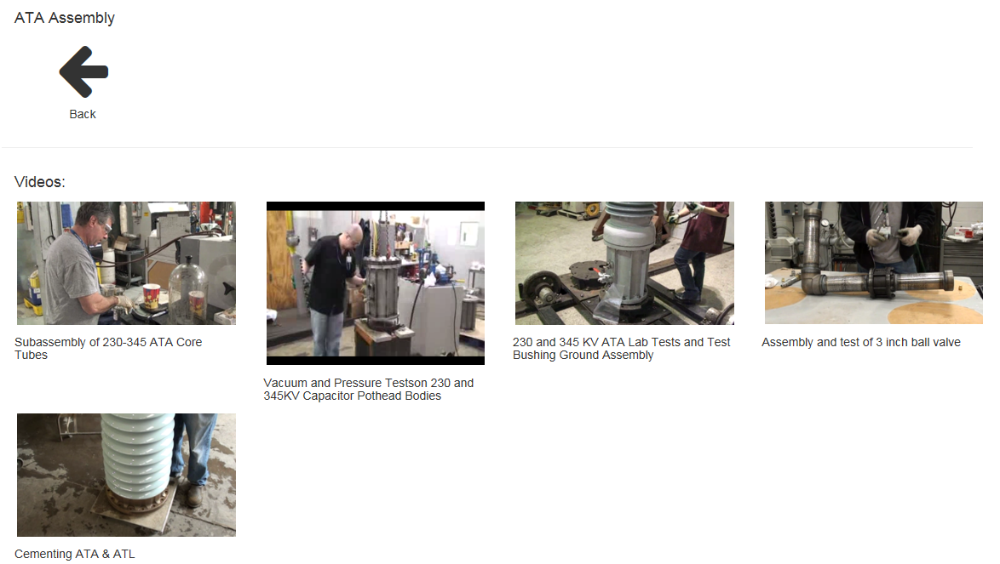 ATA Assembly
Back
Videos:
Subassembly of 230-345 ATA Core
Tubes
Vacuum and Pressure Testson 230 and
345KV Capacitor Pothead Bodies
230 and 345 KV ATA Lab Tests and Test
Bushing Ground Assembly
Assembly and test of 3 inch ball valve
Cementing ATA & ATL